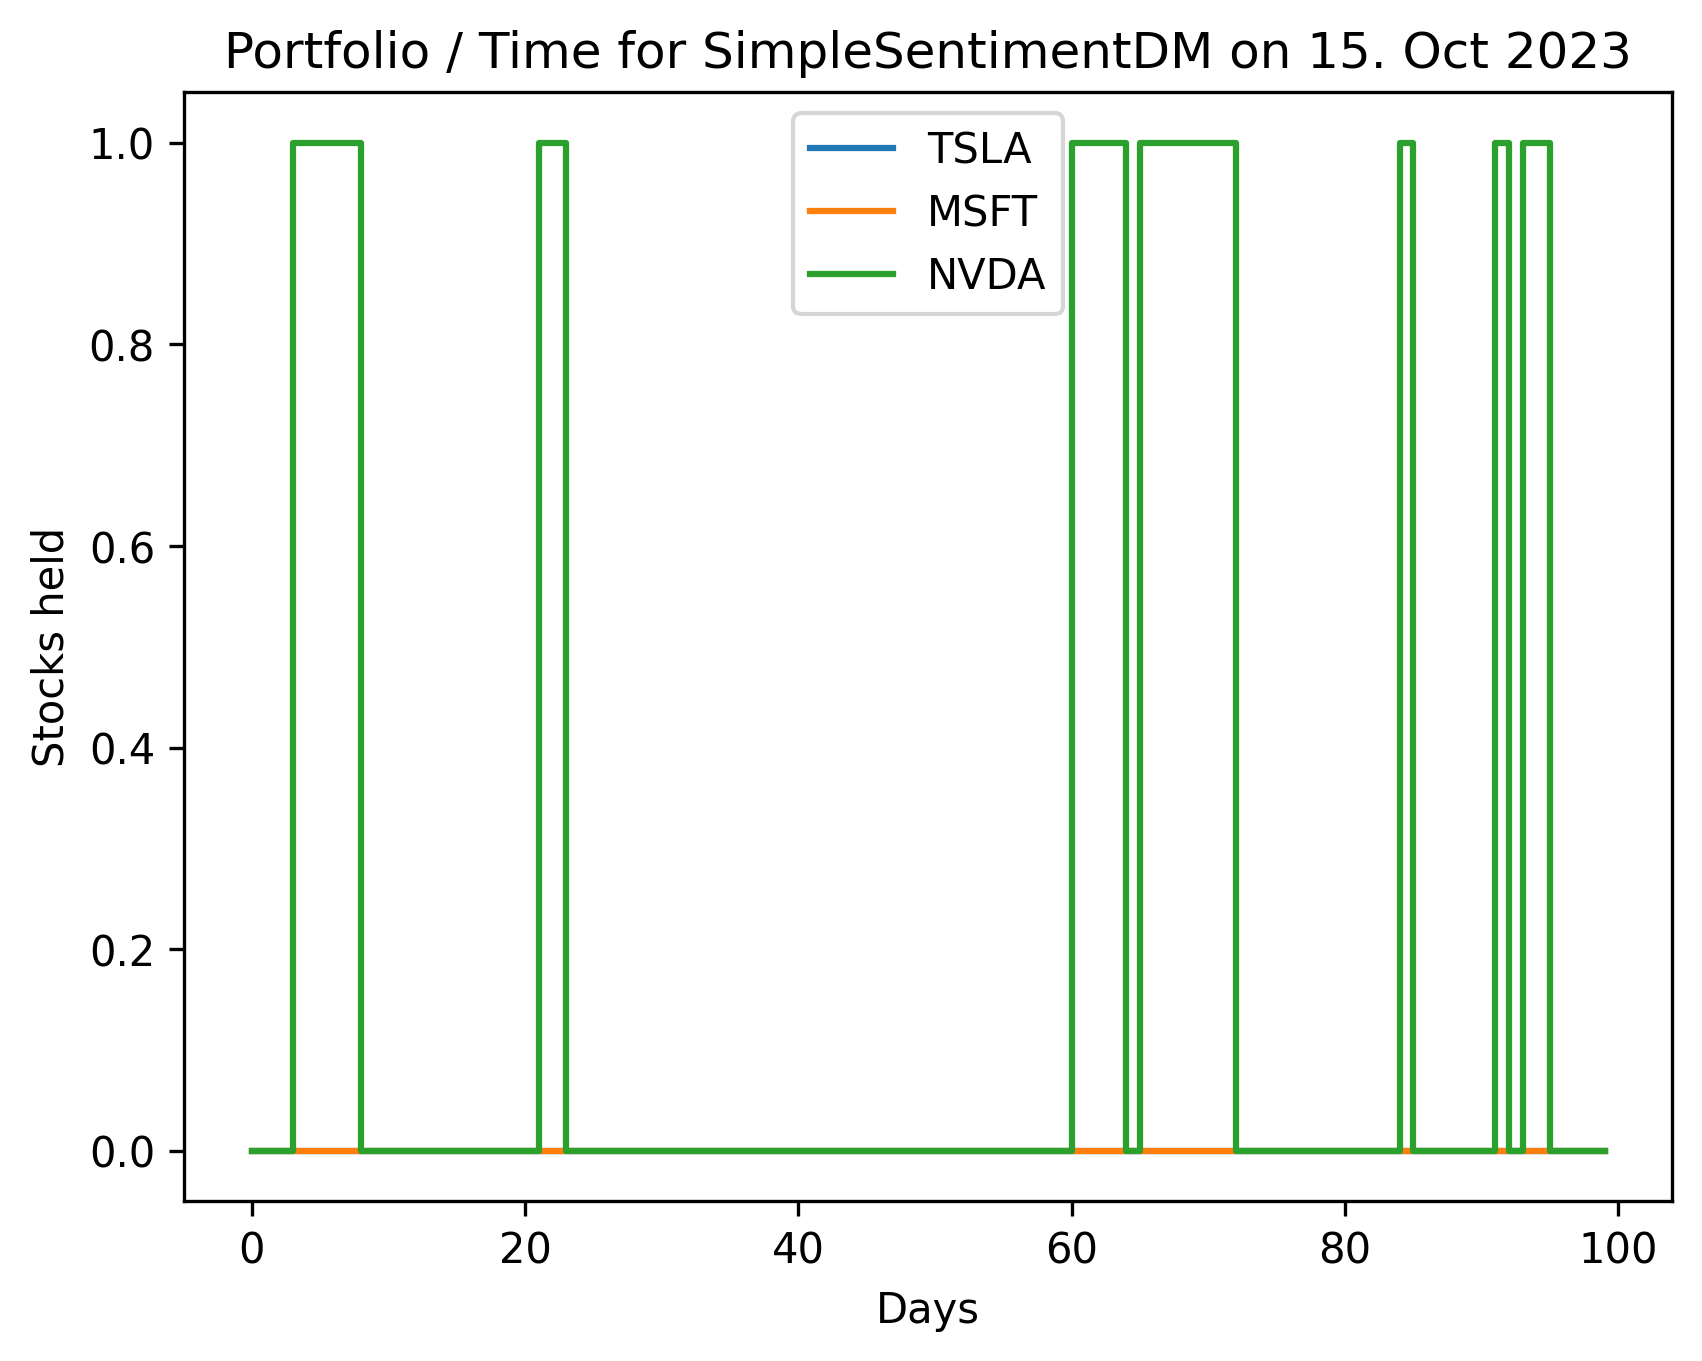 Portfolio / Time for SimpleSentimentDM on 15. Oct 2023
TSLA
MSFT
NVDA
1.0
0.8
0.6
0.4
0.2
0.0
Stocks held
0 20 40 60 80 100
Days